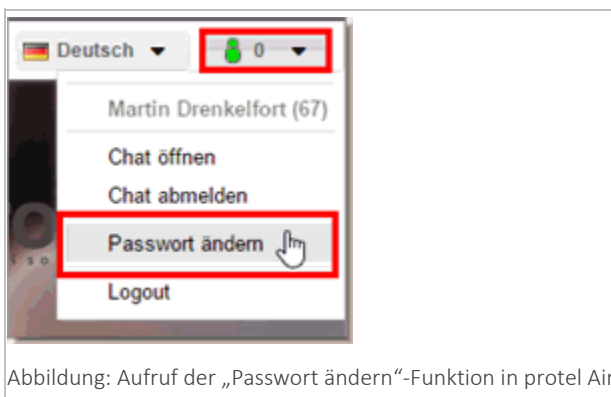 Deutsch 0
Martin Drenkelfort (67)
Chat öffnen
Chat abmelden
Passwort ändern
Logout
Abbildung: Aufruf der „Passwort ändern“-Funktion in protel Air